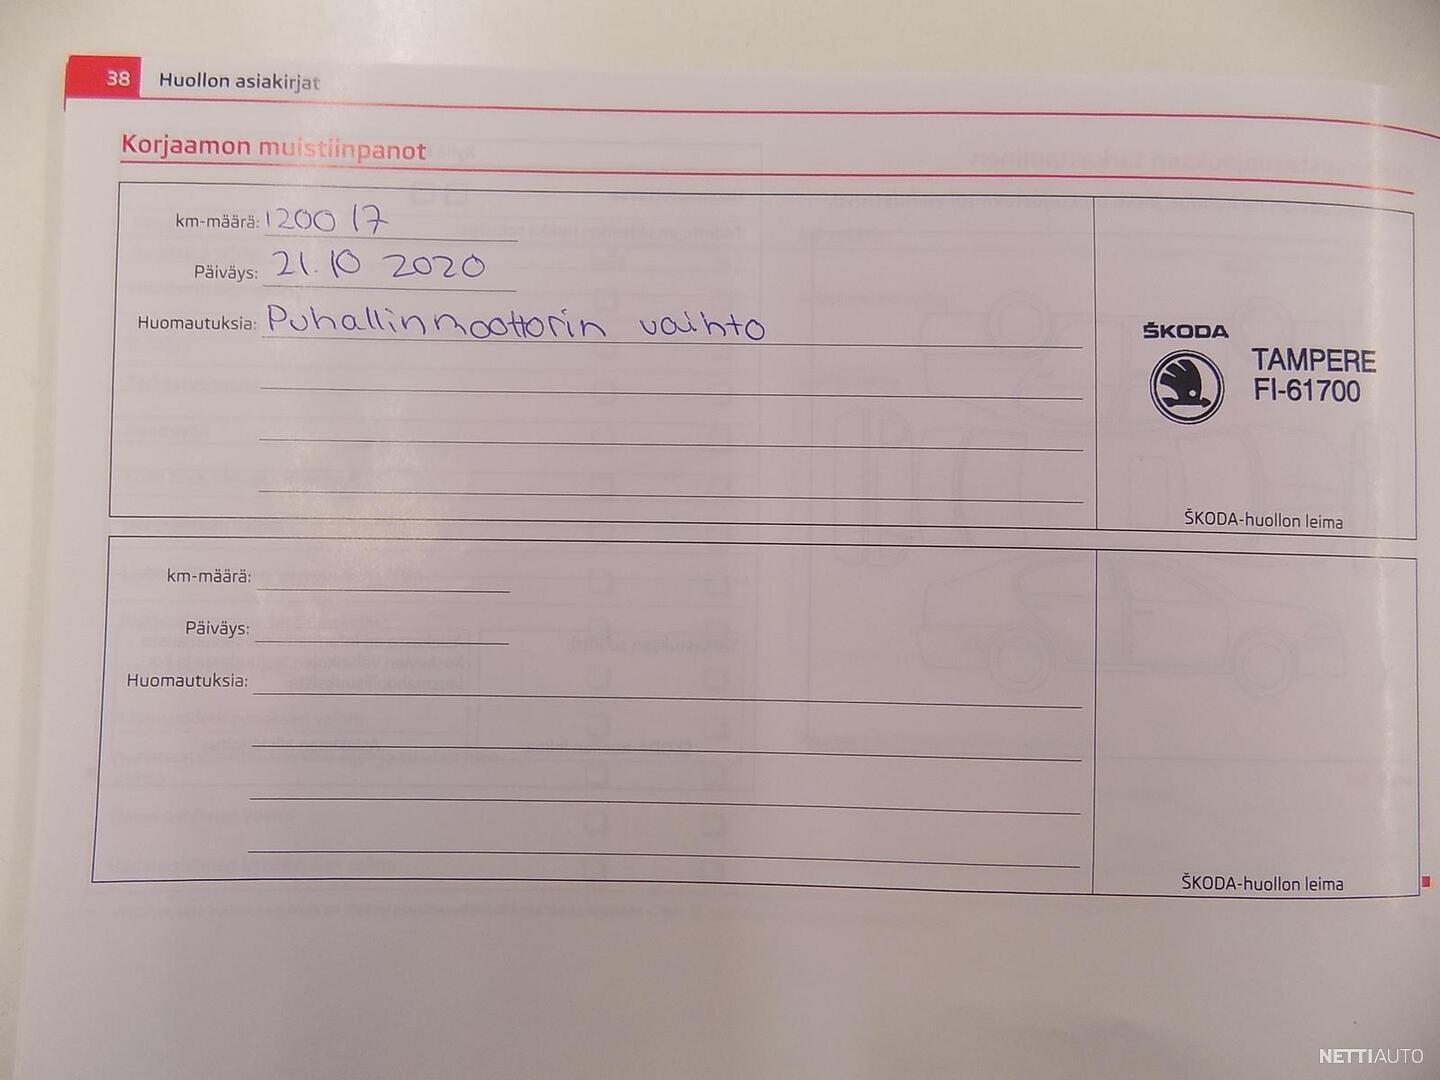 38 Huollon asiakirjat
Korjaamon muistiinpanot
km-määrä: 120017
Päiväys: 21.10 2020
Huomautuksia: Puhallinmoottorin vaihto
ŠKODA
TAMPERE
FI-61700
ŠKODA-huollon leima
km-määrä:
Päiväys:
Huomautuksia:
ŠKODA-huollon leima
NETTIAUTO